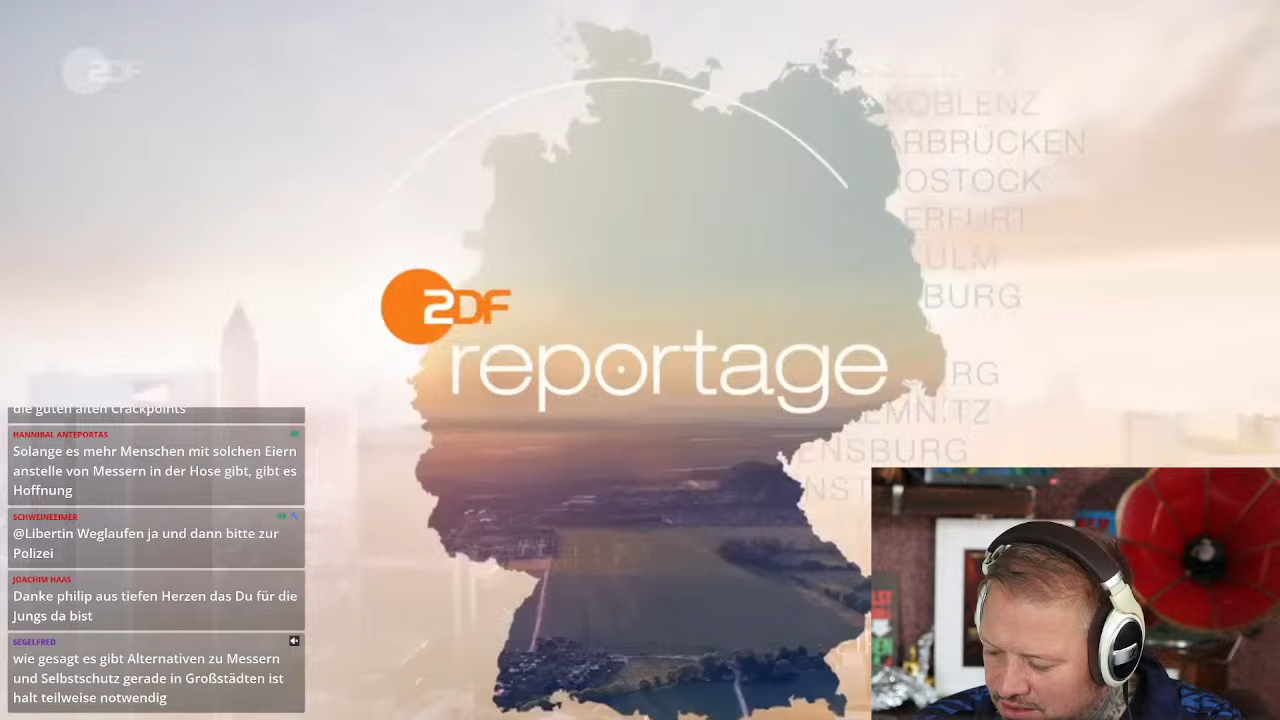 ZDF
KOBLENZ
ARBRÜCKEN
OSTOCK
ERFURT
ULM
BURG
ZDF
reportage
RG
EMNITZ
ENSBURG
NST
die guten alten Crackpoints
HANNIBAL ANTEPORTAS
Solange es mehr Menschen mit solchen Eiern
anstelle von Messern in der Hose gibt, gibt es
Hoffnung
SCHWEINEEIMER
@Libertin Weglaufen ja und dann bitte zur
Polizei
JOACHIM HAAS
Danke philip aus tiefen Herzen das Du für die
Jungs da bist
SEGELFRED
wie gesagt es gibt Alternativen zu Messern
und Selbstschutz gerade in Großstädten ist
halt teilweise notwendig